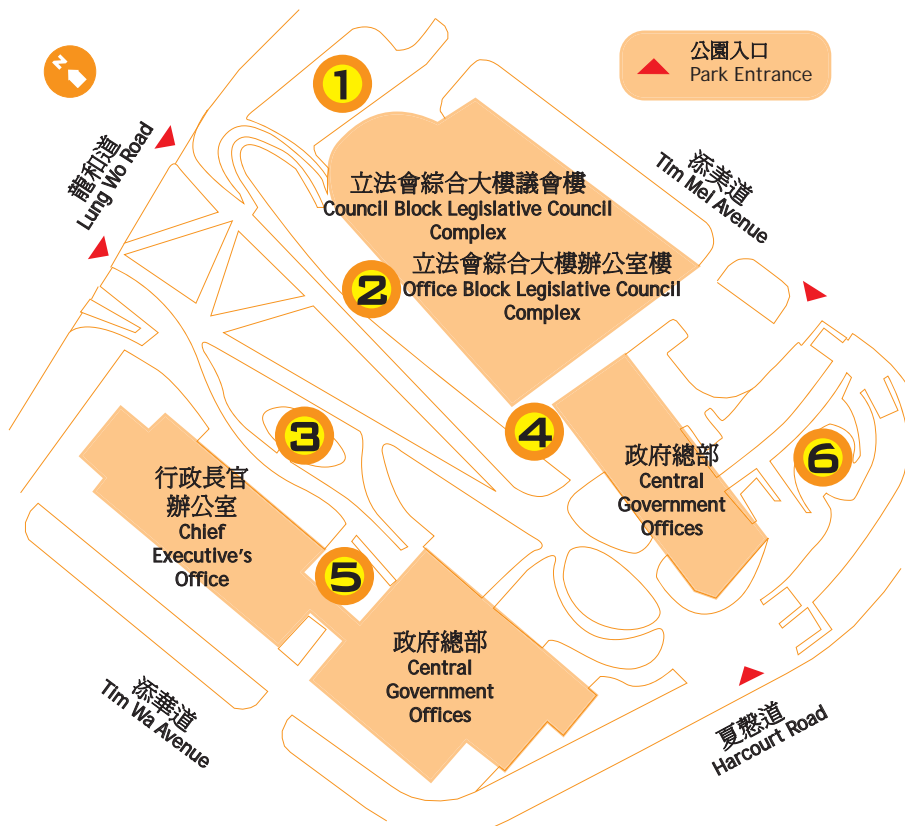 N
1
公園入口
Park Entrance
龍和道
Lung Wo Road
添美道
Tim Mei Avenue
立法會綜合大樓議會樓
Council Block Legislative Council
Complex
2
立法會綜合大樓辦公室樓
Office Block Legislative Council
Complex
3
4
政府總部
Central
Government
Offices
6
行政長官
辦公室
Chief
Executive's
Office
5
政府總部
Central
Government
Offices
添華道
Tim Wa Avenue
夏慤道
Harcourt Road